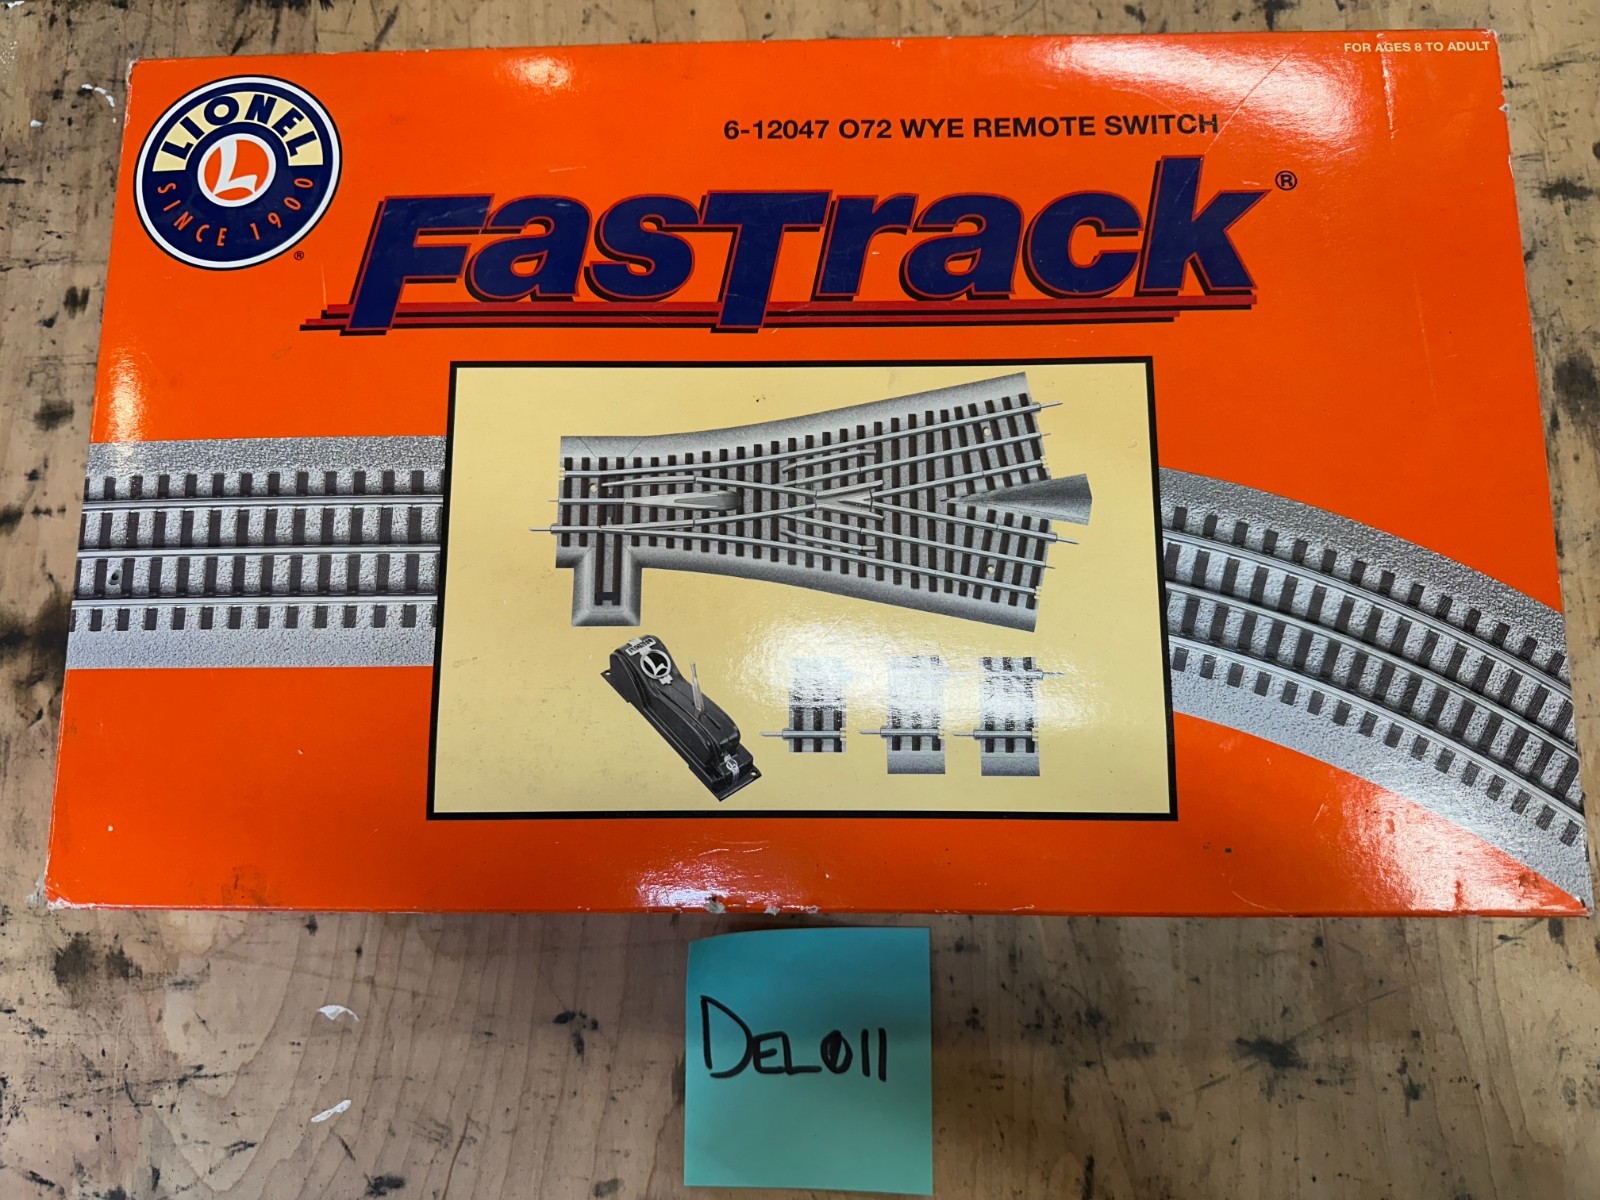 FOR AGES 8 TO ADULT
LIONEL
L
SINCE 1900
®
6-12047 O72 WYE REMOTE SWITCH
FasTrack®
L
DEL011